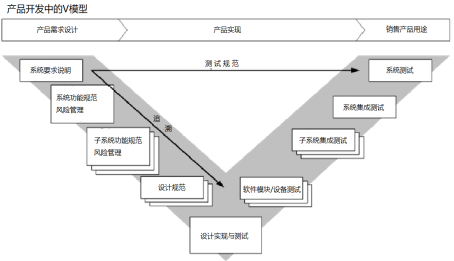 产品开发中的V模型
产品需求设计
产品实现
销售产品用途
测试规范
系统要求说明
系统测试
系统功能规范
风险管理
系统集成测试
追溯
子系统功能规范
风险管理
子系统集成测试
设计规范
软件模块/设备测试
设计实现与测试